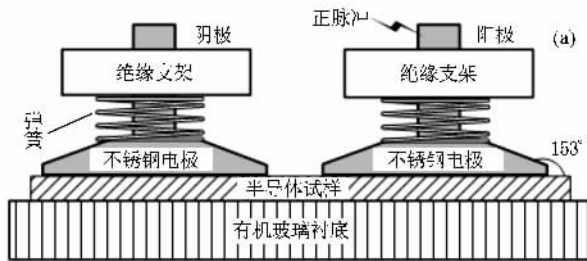 正脉冲
阴极
阳极
(a)
绝缘支架
绝缘支架
弹簧
不锈钢电极
不锈钢电极
153°
半导体试样
有机玻璃衬底